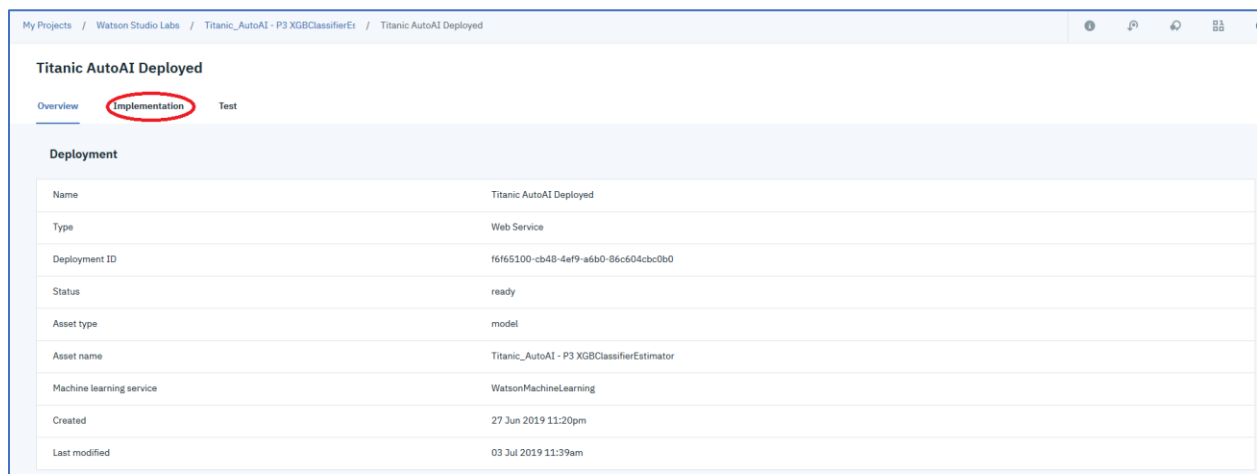 My Projects / Watson Studio Labs / Titanic_AutoAI - P3 XGBClassifierEs / Titanic AutoAI Deployed
Titanic AutoAI Deployed
Overview Implementation Test
Deployment
Name Titanic AutoAI Deployed
Type Web Service
Deployment ID f6f65100-cb48-4ef9-a6b0-86c604cbc0b0
Status ready
Asset type model
Asset name Titanic_AutoAI - P3 XGBClassifierEstimator
Machine learning service WatsonMachineLearning
Created 27 Jun 2019 11:20pm
Last modified 03 Jul 2019 11:39am